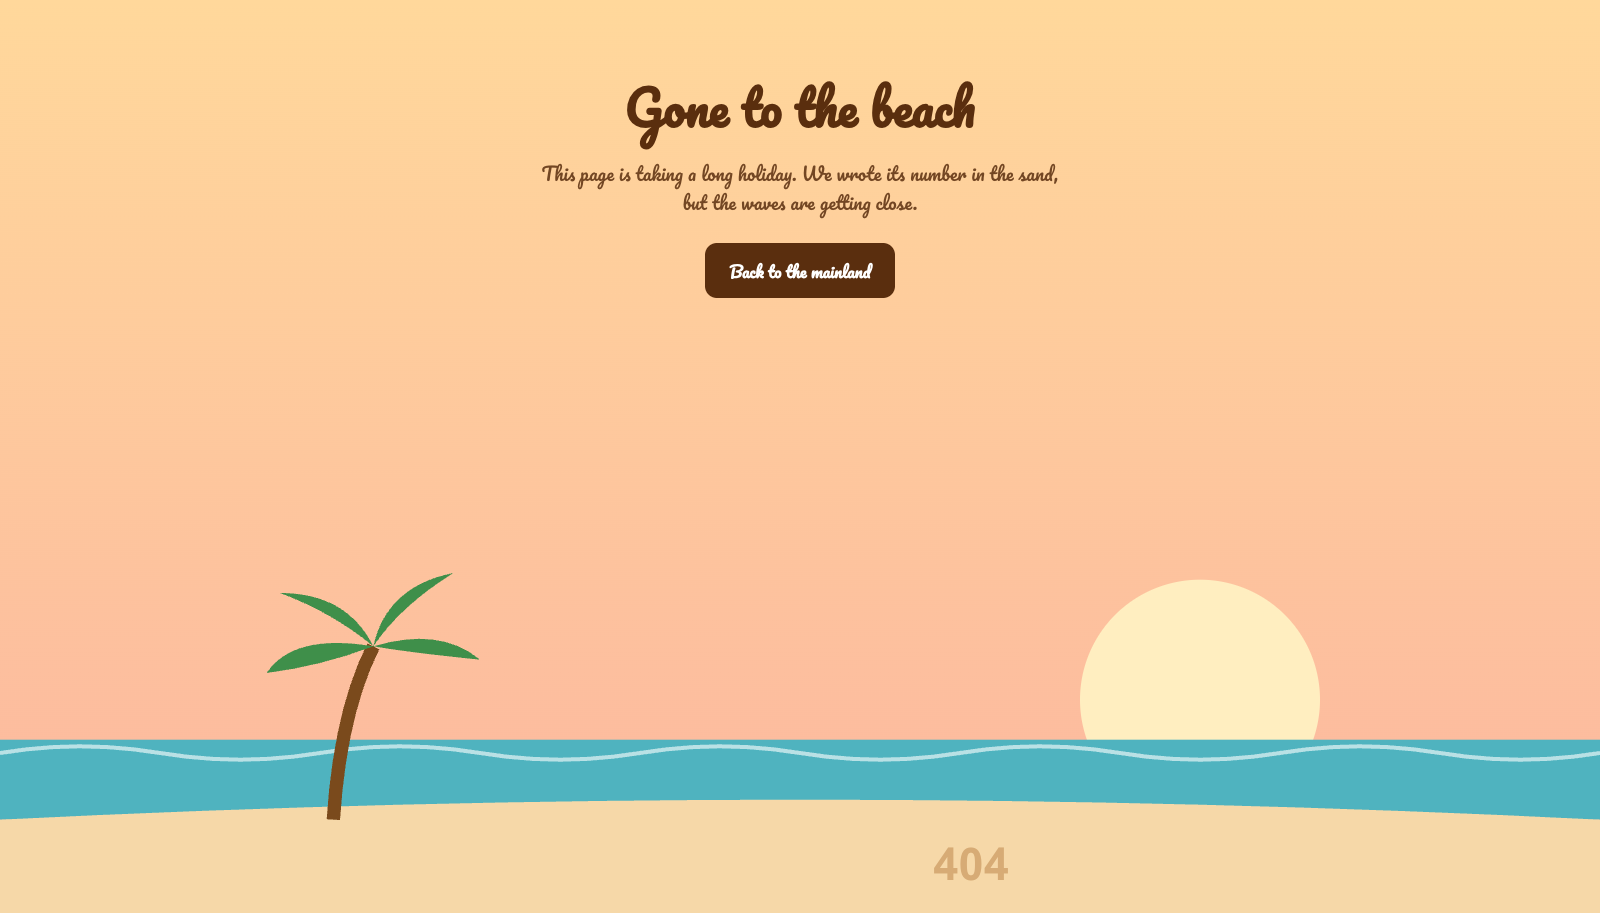 Gone to the beach
This page is taking a long holiday. We wrote its number in the sand,
but the waves are getting close.
Back to the mainland
404